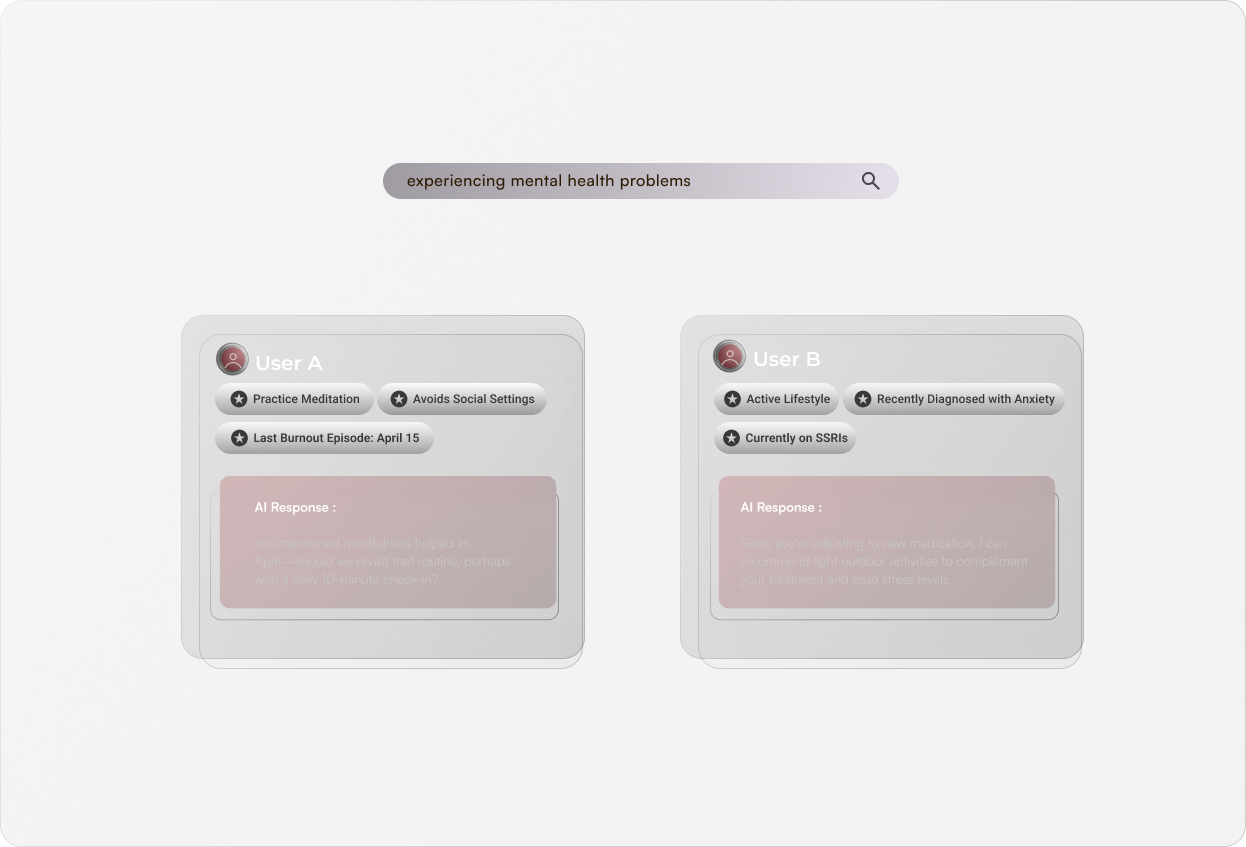 experiencing mental health problems
User A
Practice Meditation
Avoids Social Settings
Last Burnout Episode: April 15
AI Response :
You mentioned mindfulness helped in
April—should we revisit that routine, perhaps
with a daily 10-minute check-in?
User B
Active Lifestyle
Recently Diagnosed with Anxiety
Currently on SSRIs
AI Response :
Since you're adjusting to new medication, I can
recommend light outdoor activities to complement
your treatment and ease stress levels.